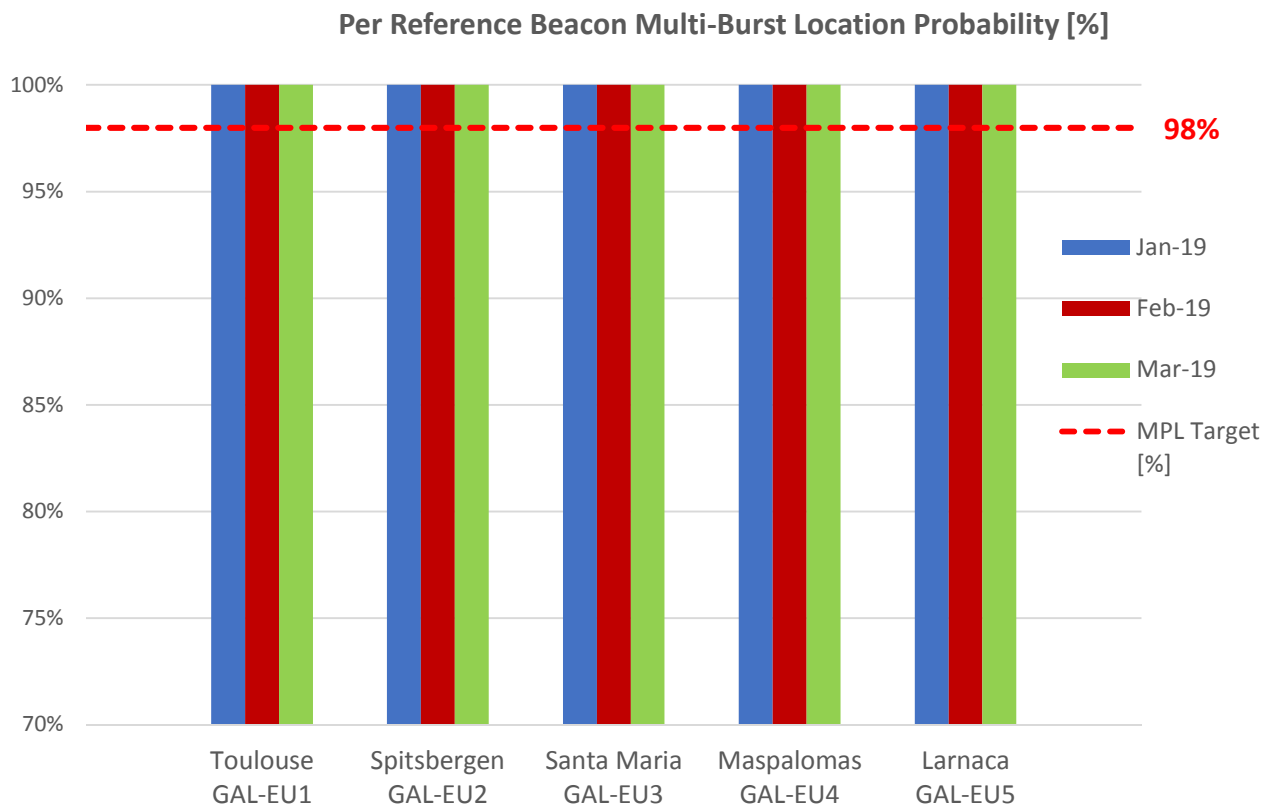 Per Reference Beacon Multi-Burst Location Probability [%]
100%
95%
90%
85%
80%
75%
70%
98%
Jan-19
Feb-19
Mar-19
MPL Target
[%]
Toulouse
GAL-EU1
Spitsbergen
GAL-EU2
Santa Maria
GAL-EU3
Maspalomas
GAL-EU4
Larnaca
GAL-EU5